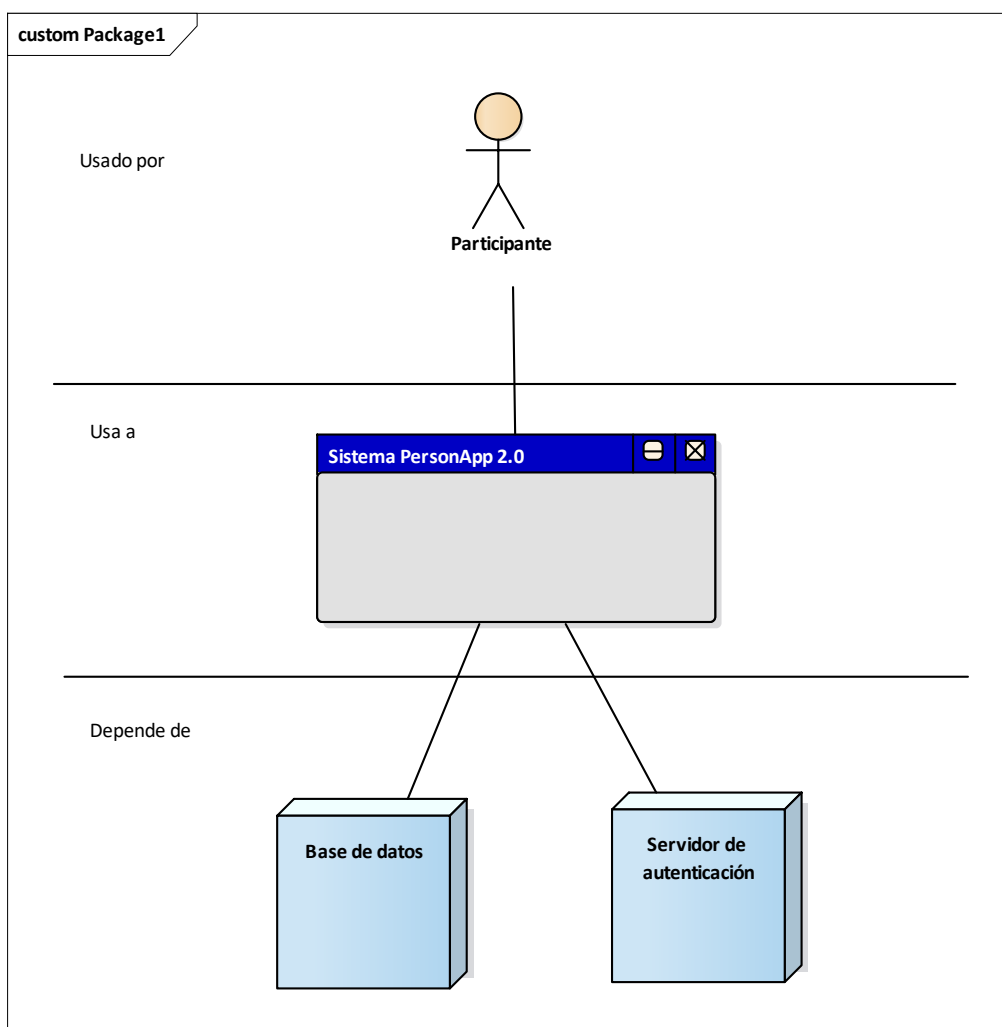 custom Package1
Usado por
Participante
Usa a
Sistema PersonApp 2.0
Depende de
Base de datos
Servidor de
autenticación